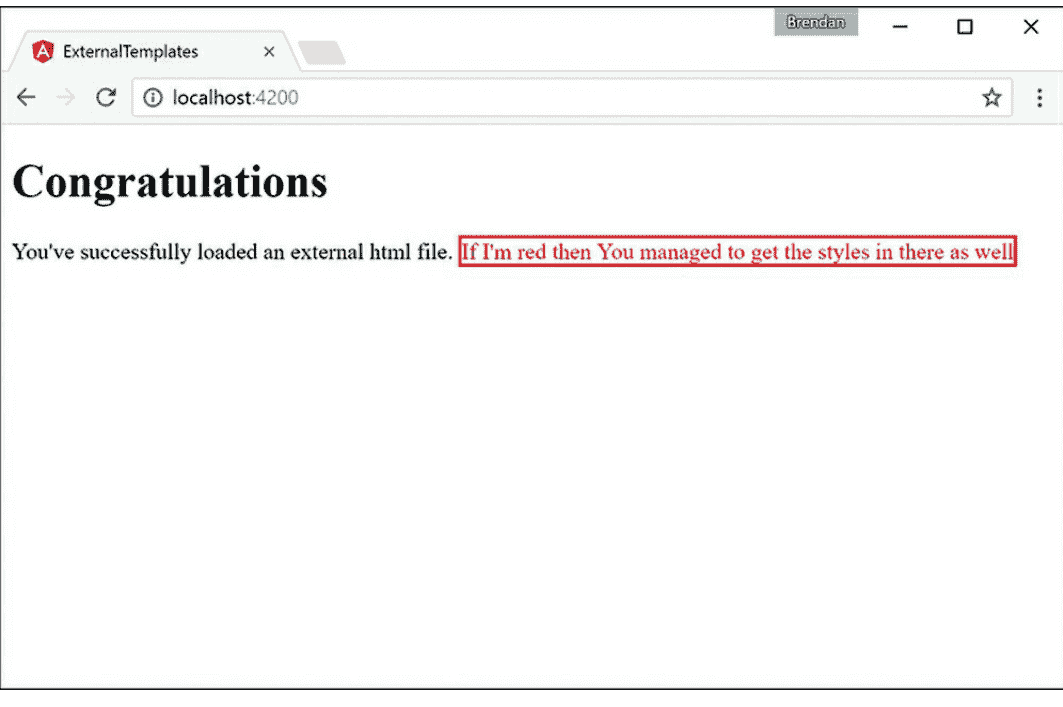 Brendan
ExternalTemplates
localhost:4200
Congratulations
You've successfully loaded an external html file. If I'm red then You managed to get the styles in there as well